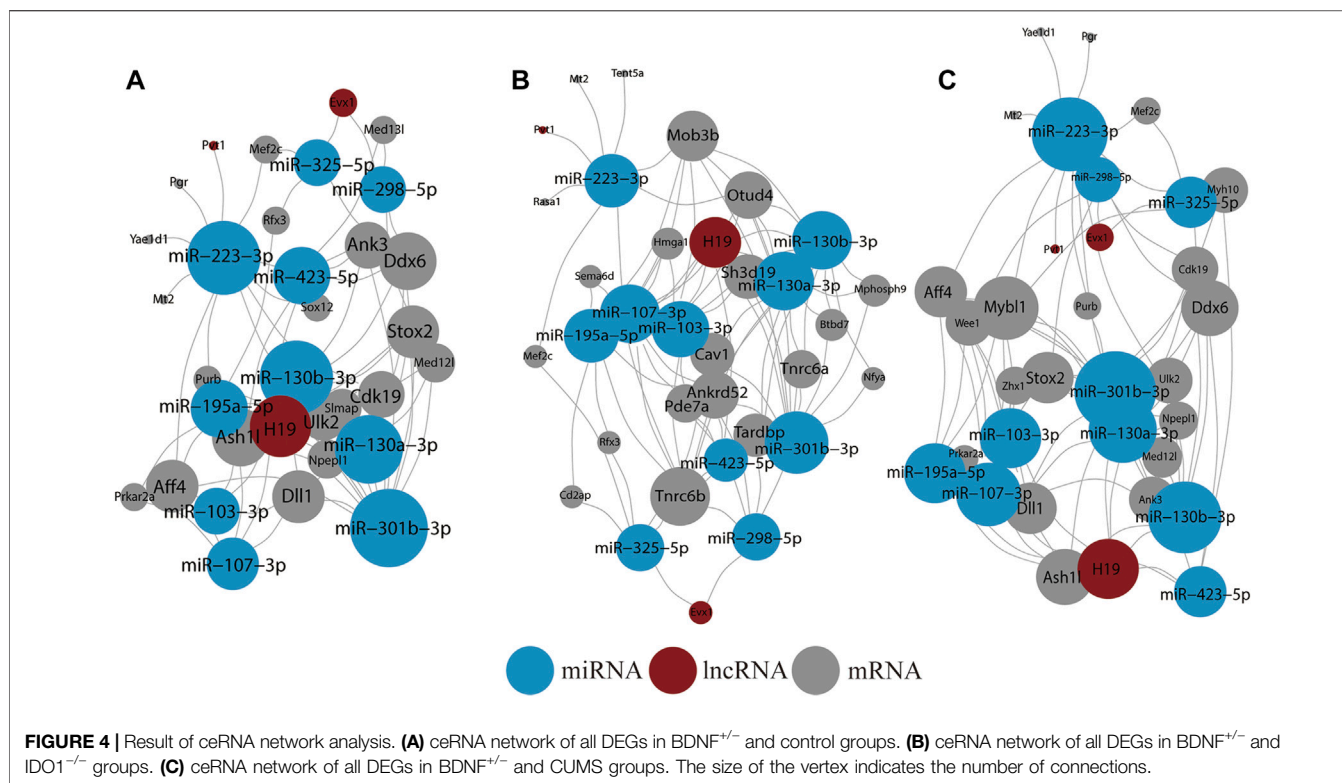 A
Evx1
Pvt1
Mef2c
Med13l
miR−325−5p
miR−298−5p
Pgr
Rfx3
Yae1d1
miR−223−3p
Ank3
Ddx6
miR−423−5p
Mt2
Sox12
Stox2
Med12l
Purb
miR−130b−3p
Cdk19
miR−195a−5p
Slmap
Ulk2
H19
Ash1l
miR−130a−3p
Npepl1
Aff4
Prkar2a
Dll1
miR−103−3p
miR−301b−3p
miR−107−3p
B
Mt2
Tent5a
Pvt1
Mob3b
miR−223−3p
Rasa1
Otud4
Hmga1
H19
miR−130b−3p
Sema6d
Sh3d19
miR−130a−3p
Mphosph9
miR−107−3p
miR−195a−5p
miR−103−3p
Btbd7
Mef2c
Cav1
Tnrc6a
Nfya
Ankrd52
Pde7a
Rfx3
Tardbp
miR−301b−3p
miR−423−5p
Cd2ap
Tnrc6b
miR−325−5p
miR−298−5p
Evx1
C
Yae1d1
Pgr
Mt2
Mef2c
miR−223−3p
miR−298−5p
Myh10
miR−325−5p
Evx1
Pvt1
Cdk19
Aff4
Mybl1
Purb
Ddx6
Wee1
Zhx1
Stox2
miR−301b−3p
Ulk2
Npepl1
miR−103−3p
miR−130a−3p
Med12l
Prkar2a
miR−195a−5p
miR−107−3p
Dll1
Ank3
miR−130b−3p
Ash1l
H19
miR−423−5p
miRNA
lncRNA
mRNA
FIGURE 4 | Result of ceRNA network analysis. (A) ceRNA network of all DEGs in BDNF+/− and control groups. (B) ceRNA network of all DEGs in BDNF+/− and
IDO1−/− groups. (C) ceRNA network of all DEGs in BDNF+/− and CUMS groups. The size of the vertex indicates the number of connections.